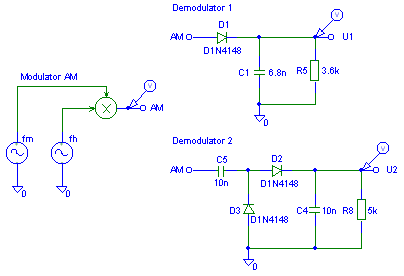 Demodulator 1
V
D1
AM
U1
D1N4148
C1
6.8n
R5
3.6k
0
Modulator AM
V
AM
fm
fh
0
0
Demodulator 2
V
C5
D2
AM
U2
10n
D1N4148
D3
D1N4148
C4
10n
R8
5k
0